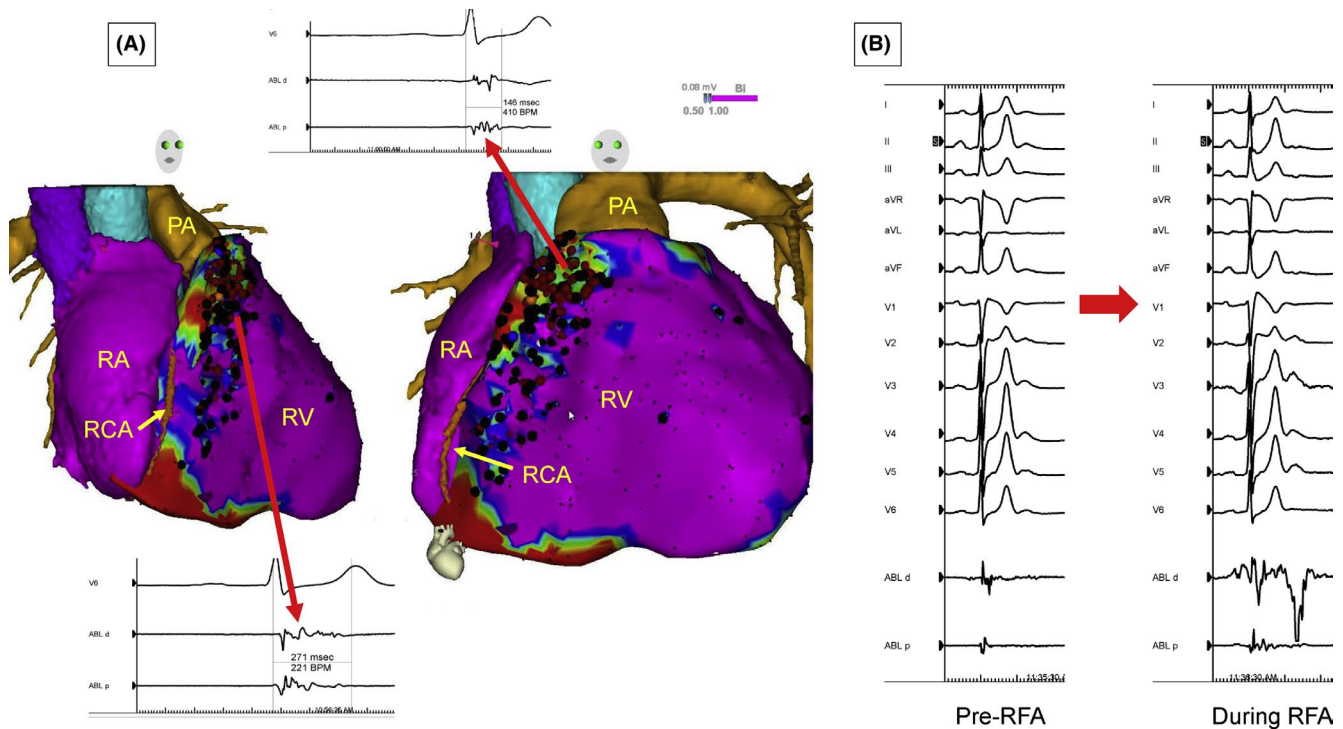 (A)
V6
ABL d
ABL p
146 msec
410 BPM
0.08 mV
Bi
0.50 1.00
PA
RA
RCA
RV
PA
RA
RCA
RV
V6
ABL d
ABL p
271 msec
221 BPM
(B)
I
II
III
aVR
aVL
aVF
V1
V2
V3
V4
V5
V6
ABL d
ABL p
Pre-RFA
I
II
III
aVR
aVL
aVF
V1
V2
V3
V4
V5
V6
ABL d
ABL p
During RFA